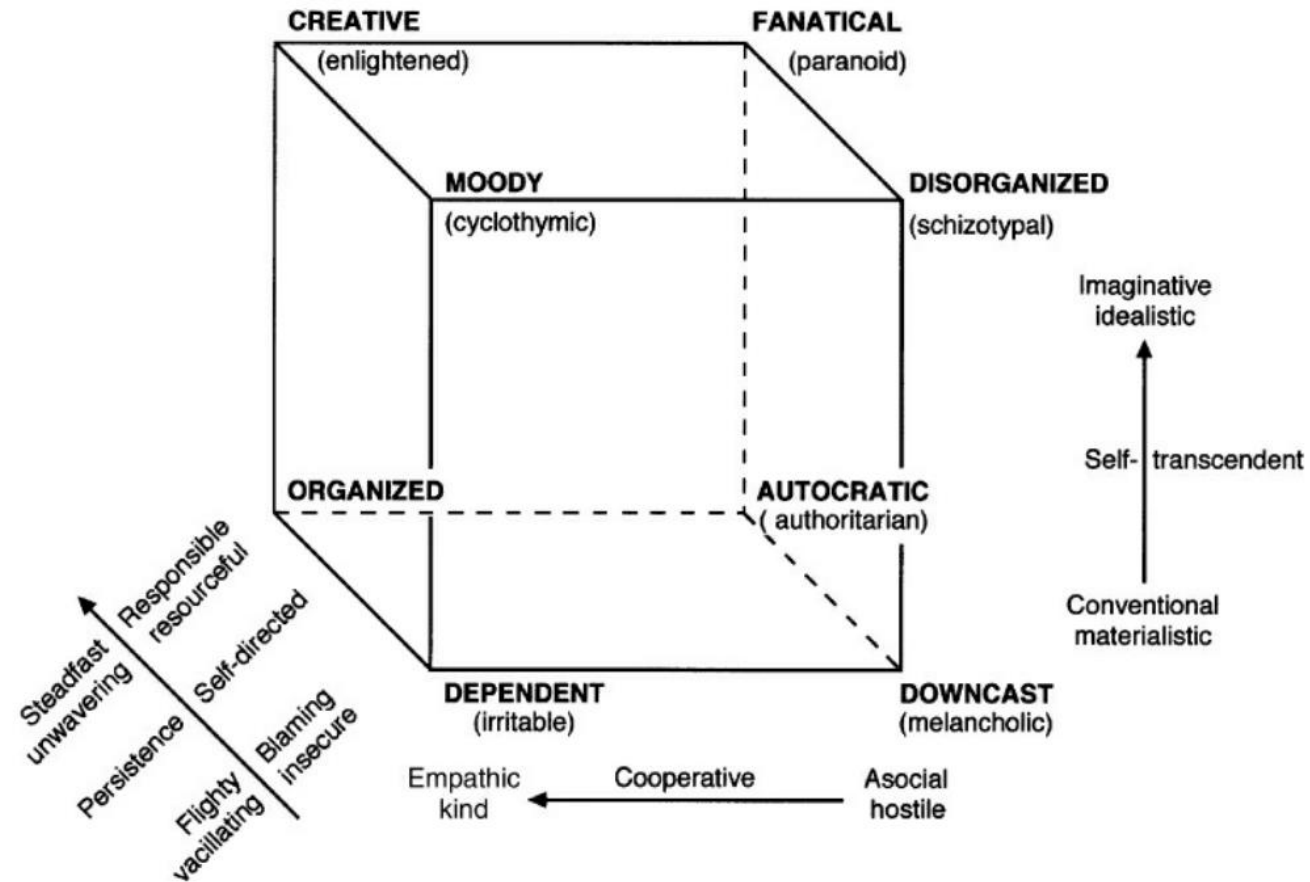 CREATIVE
(enlightened)
FANATICAL
(paranoid)
MOODY
(cyclothymic)
DISORGANIZED
(schizotypal)
Imaginative
idealistic
Self-transcendent
Conventional
materialistic
ORGANIZED
AUTOCRATIC
( authoritarian)
Responsible
resourceful
Self-directed
Blaming
insecure
Steadfast
unwavering
Persistence
Flighty
vacillating
DEPENDENT
(irritable)
DOWNCAST
(melancholic)
Empathic
kind
Cooperative
Asocial
hostile